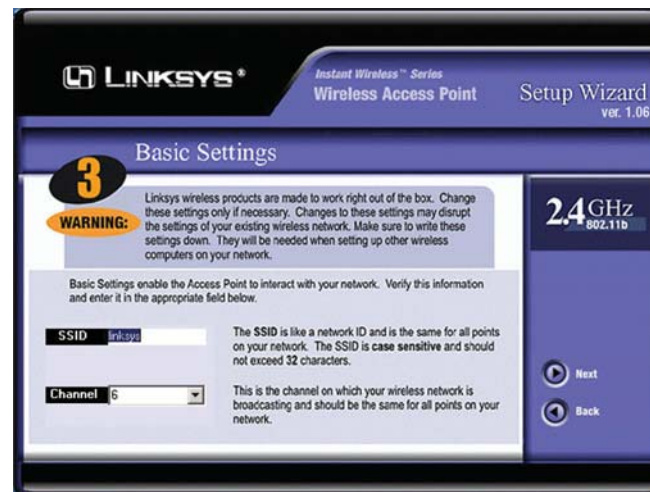 LINKSYS®
Instant Wireless™ Series
Wireless Access Point
Setup Wizard
ver. 1.06
Basic Settings
3
WARNING:
Linksys wireless products are made to work right out of the box. Change
these settings only if necessary. Changes to these settings may disrupt
the settings of your existing wireless network. Make sure to write these
settings down. They will be needed when setting up other wireless
computers on your network.
2.4 GHz
802.11b
Basic Settings enable the Access Point to interact with your network. Verify this information
and enter it in the appropriate field below.
SSID linksys
The SSID is like a network ID and is the same for all points
on your network. The SSID is case sensitive and should
not exceed 32 characters.
Channel 6
This is the channel on which your wireless network is
broadcasting and should be the same for all points on your
network.
Next
Back